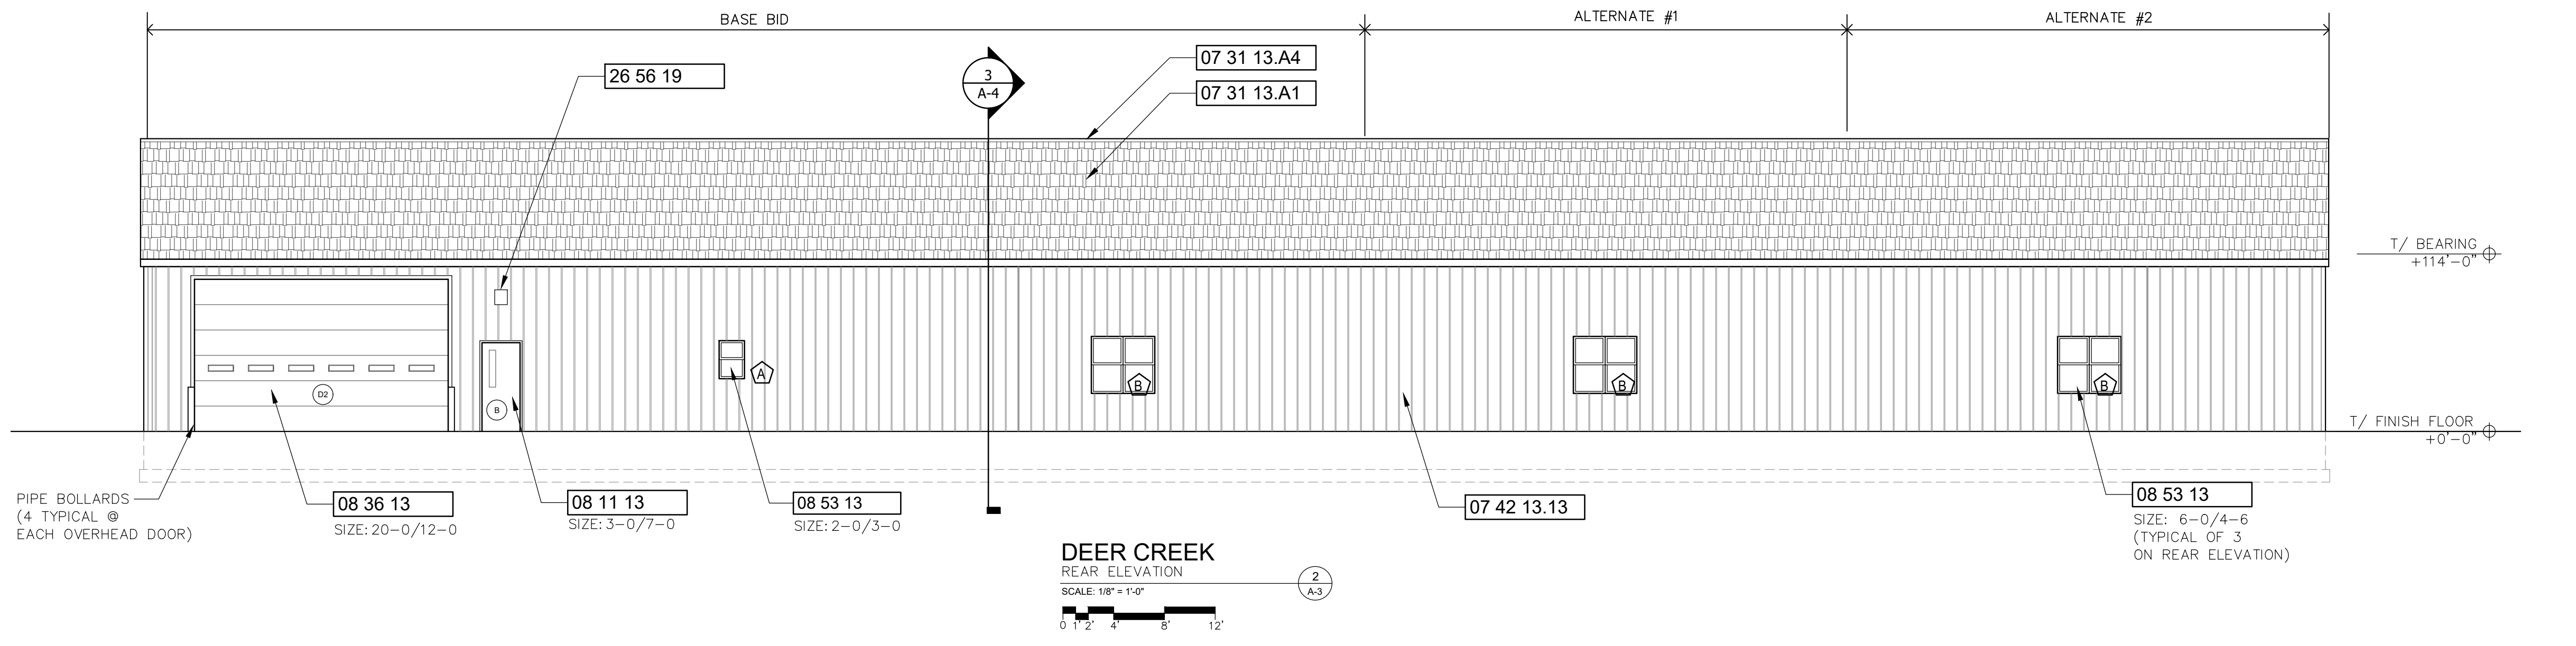 BASE BID
ALTERNATE #1
ALTERNATE #2
26 56 19
3
A-4
07 31 13.A4
07 31 13.A1
T/ BEARING
+114'-0"
D2
B
A
B
B
B
T/ FINISH FLOOR
+0'-0"
PIPE BOLLARDS
(4 TYPICAL @
EACH OVERHEAD DOOR)
08 36 13
SIZE: 20-0/12-0
08 11 13
SIZE: 3-0/7-0
08 53 13
SIZE: 2-0/3-0
07 42 13.13
08 53 13
SIZE: 6-0/4-6
(TYPICAL OF 3
ON REAR ELEVATION)
DEER CREEK
REAR ELEVATION
SCALE: 1/8" = 1'-0"
2
A-3
0 1' 2' 4' 8' 12'